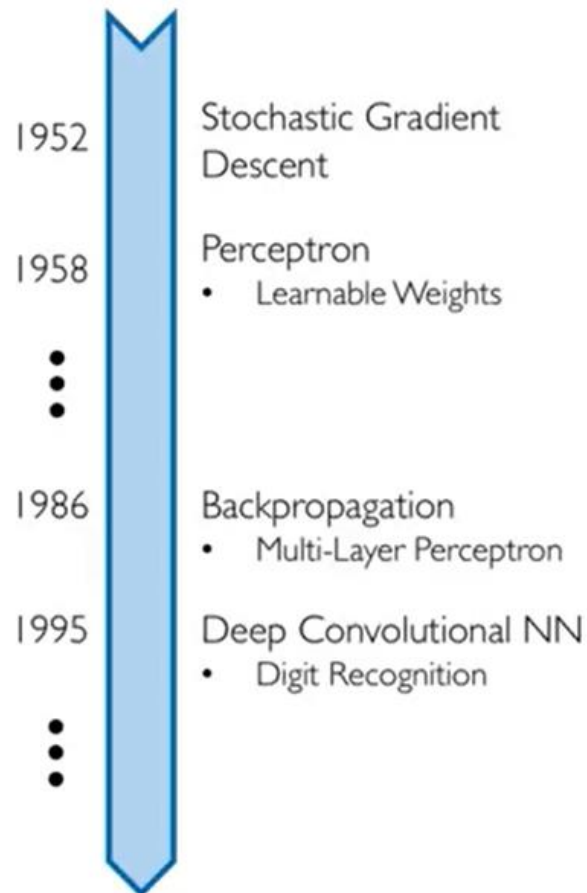 1952
Stochastic Gradient
Descent
1958
Perceptron
• Learnable Weights
1986
Backpropagation
• Multi-Layer Perceptron
1995
Deep Convolutional NN
• Digit Recognition